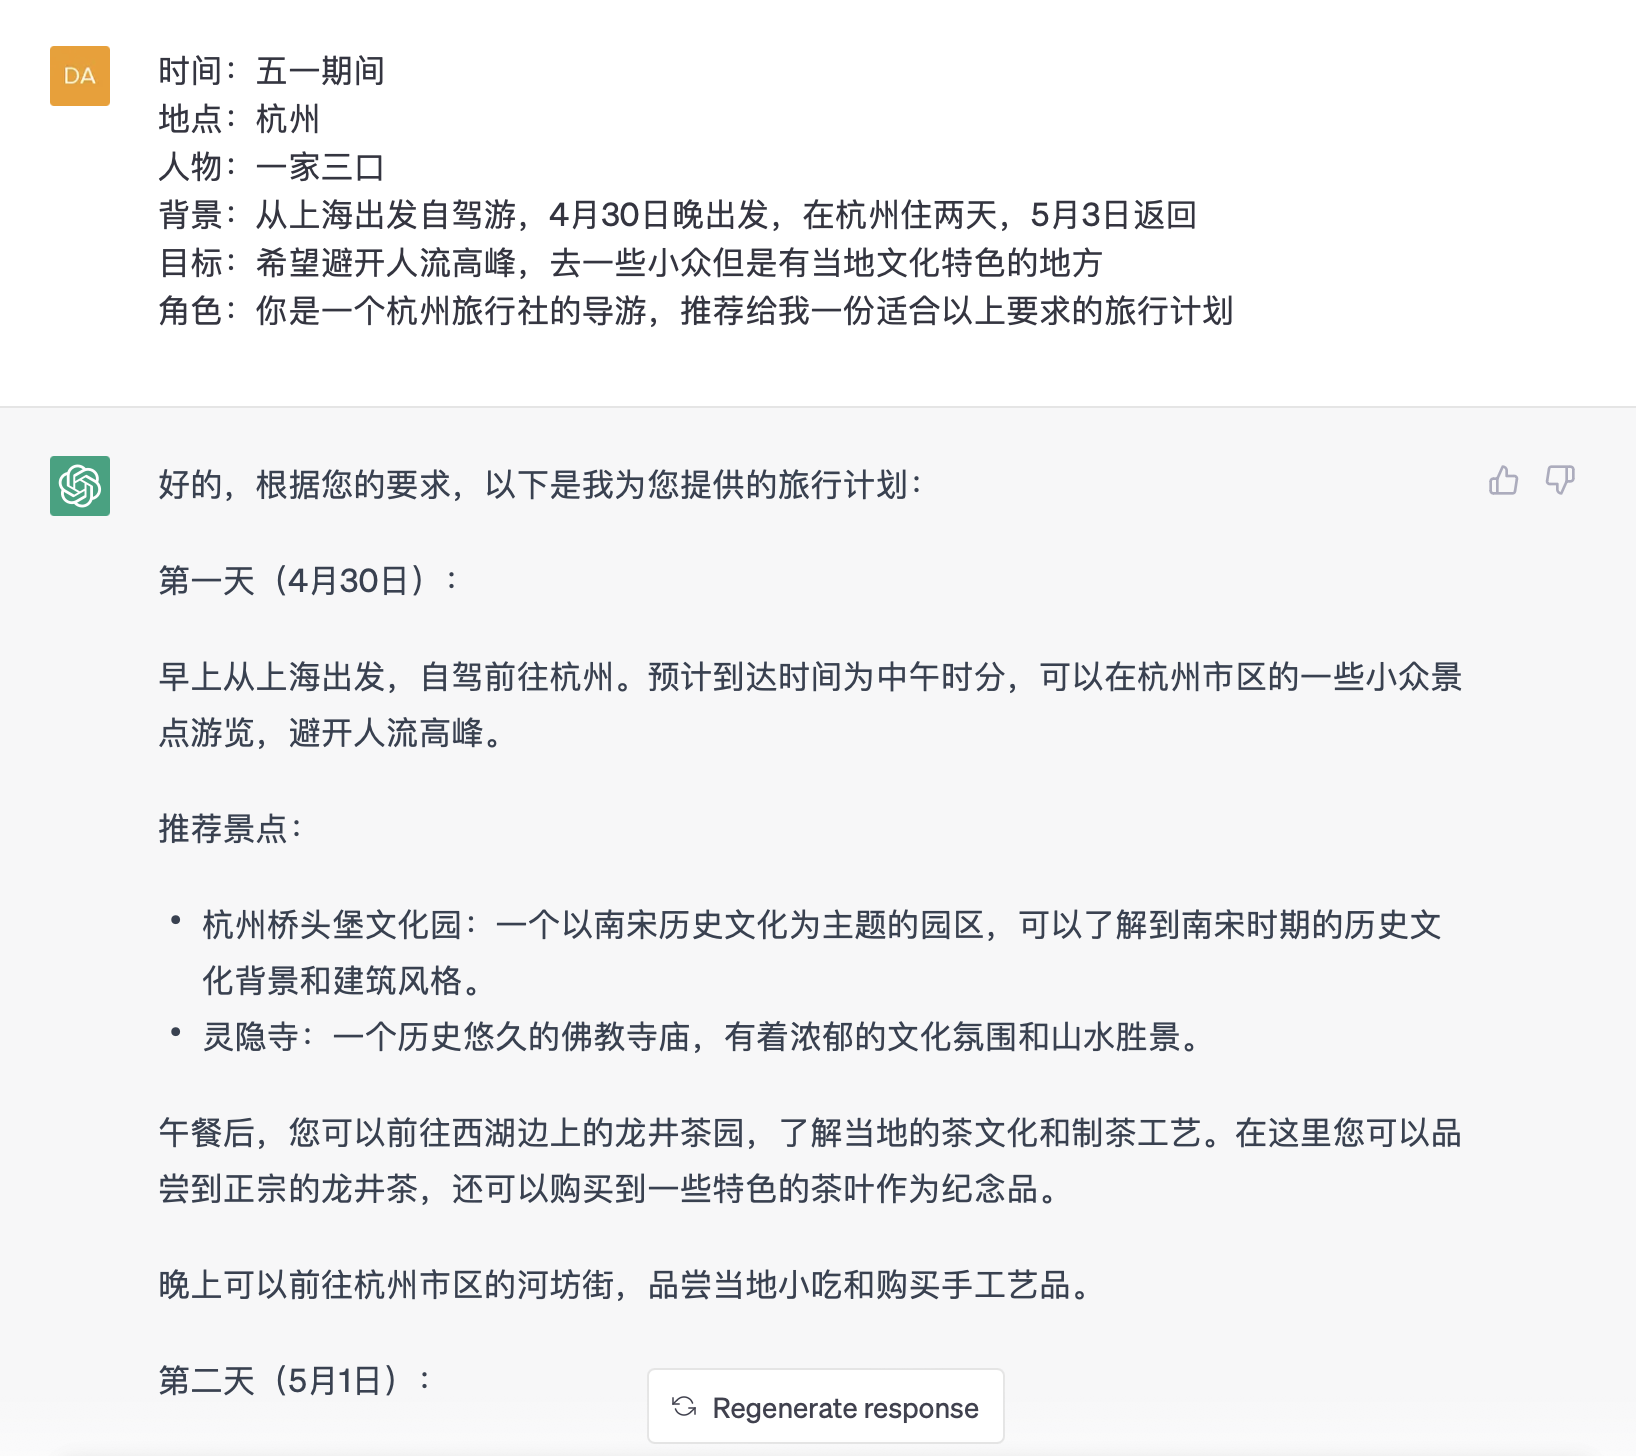 DA
时间：五一期间
地点：杭州
人物：一家三口
背景：从上海出发自驾游，4月30日晚出发，在杭州住两天，5月3日返回
目标：希望避开人流高峰，去一些小众但是有当地文化特色的地方
角色：你是一个杭州旅行社的导游，推荐给我一份适合以上要求的旅行计划
好的，根据您的要求，以下是我为您提供的旅行计划：
第一天（4月30日）：
早上从上海出发，自驾前往杭州。预计到达时间为中午时分，可以在杭州市区的一些小众景
点游览，避开人流高峰。
推荐景点：
• 杭州桥头堡文化园：一个以南宋历史文化为主题的园区，可以了解到南宋时期的历史文
化背景和建筑风格。
• 灵隐寺：一个历史悠久的佛教寺庙，有着浓郁的文化氛围和山水胜景。
午餐后，您可以前往西湖边上的龙井茶园，了解当地的茶文化和制茶工艺。在这里您可以品
尝到正宗的龙井茶，还可以购买到一些特色的茶叶作为纪念品。
晚上可以前往杭州市区的河坊街，品尝当地小吃和购买手工艺品。
第二天（5月1日）：
Regenerate response